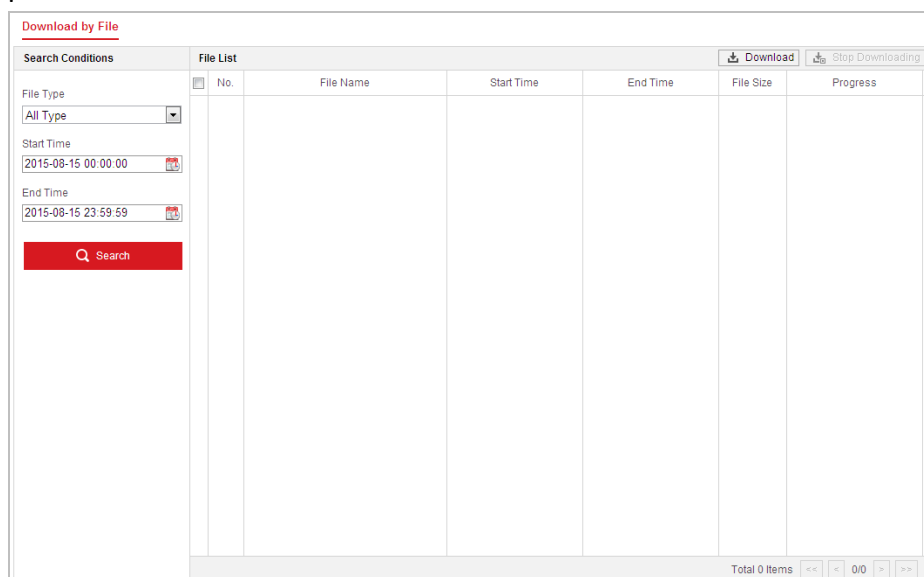 Download by File
Search Conditions
File List
Download
Stop Downloading
No.
File Name
Start Time
End Time
File Size
Progress
File Type
All Type
Start Time
2015-08-15 00:00:00
End Time
2015-08-15 23:59:59
Search
Total 0 Items << < 0/0 > >>